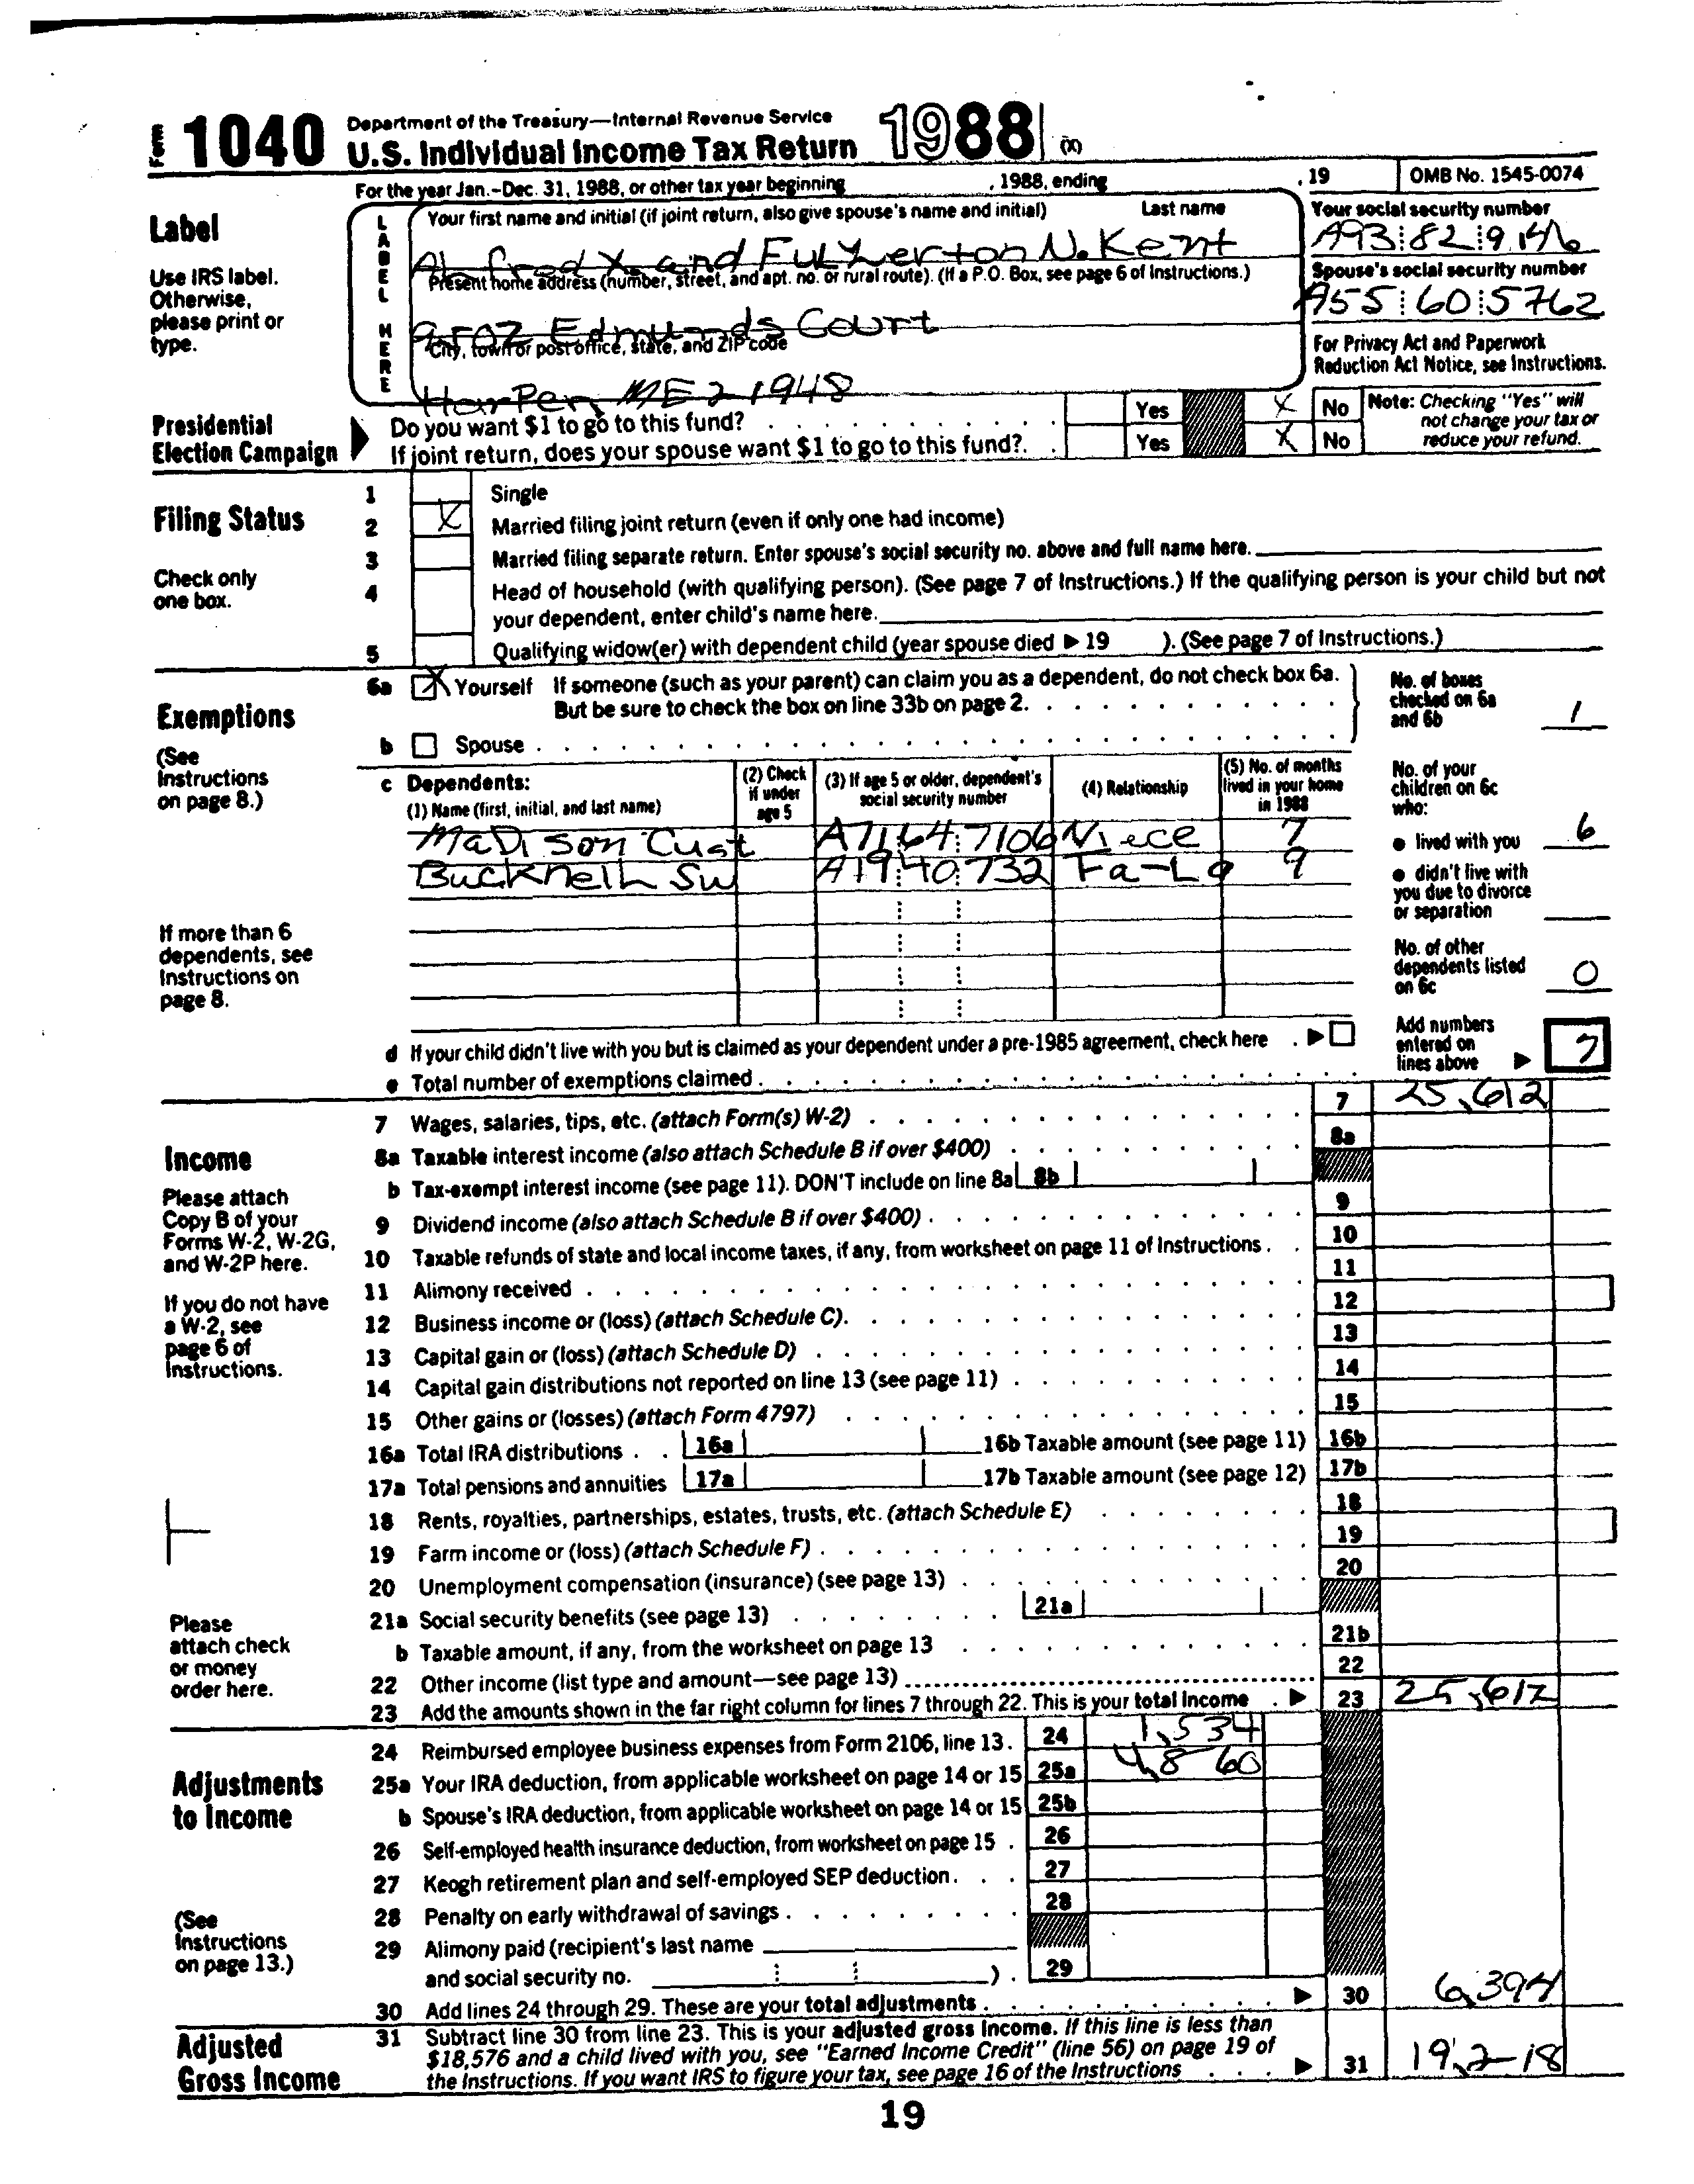 Form 1040 Department of the Treasury—Internal Revenue Service
U.S. Individual Income Tax Return 1988 (X)
For the year Jan.-Dec. 31, 1988, or other tax year beginning , 1988, ending , 19 OMB No. 1545-0074
Label
Use IRS label.
Otherwise,
please print or
type.
LABEL HERE
Your first name and initial (if joint return, also give spouse's name and initial) Last name
Alfred X. and Fullerton N. Kent
Present home address (number, street, and apt. no. or rural route). (If a P.O. Box, see page 6 of Instructions.)
Edmunds Court
City, town or post office, state, and ZIP code
Harper, ME 21948
Your social security number
A93 82 9146
Spouse's social security number
A55 60 5762
For Privacy Act and Paperwork
Reduction Act Notice, see Instructions.
Presidential
Election Campaign
Do you want $1 to go to this fund? Yes X No
If joint return, does your spouse want $1 to go to this fund?. Yes X No
Note: Checking "Yes" will
not change your tax or
reduce your refund.
Filing Status
Check only
one box.
1 Single
2 X Married filing joint return (even if only one had income)
3 Married filing separate return. Enter spouse's social security no. above and full name here.
4 Head of household (with qualifying person). (See page 7 of Instructions.) If the qualifying person is your child but not
your dependent, enter child's name here.
5 Qualifying widow(er) with dependent child (year spouse died ▶ 19 ). (See page 7 of Instructions.)
Exemptions
(See
Instructions
on page 8.)
6a X Yourself If someone (such as your parent) can claim you as a dependent, do not check box 6a.
But be sure to check the box on line 33b on page 2.
b Spouse
No. of boxes
checked on 6a
and 6b 1
c Dependents:
(1) Name (first, initial, and last name)
(2) Check
if under
age 5
(3) If age 5 or older, dependent's
social security number
(4) Relationship
(5) No. of months
lived in your home
in 1988
Madison Cust A71 64 7106 Niece 7
Bucknell Sw A19 40 732 Fa-La 9
If more than 6
dependents, see
Instructions on
page 8.
No. of your
children on 6c
who:
● lived with you 6
● didn't live with
you due to divorce
or separation
No. of other
dependents listed
on 6c 0
Add numbers
entered on
lines above ▶ 7
d If your child didn't live with you but is claimed as your dependent under a pre-1985 agreement, check here . ▶
e Total number of exemptions claimed
Income
Please attach
Copy B of your
Forms W-2, W-2G,
and W-2P here.
If you do not have
a W-2, see
page 6 of
Instructions.
Please
attach check
or money
order here.
7 Wages, salaries, tips, etc. (attach Form(s) W-2) 7 25,612
8a Taxable interest income (also attach Schedule B if over $400) 8a
b Tax-exempt interest income (see page 11). DON'T include on line 8a 8b
9 Dividend income (also attach Schedule B if over $400) 9
10 Taxable refunds of state and local income taxes, if any, from worksheet on page 11 of Instructions. 10
11 Alimony received 11
12 Business income or (loss) (attach Schedule C). 12
13 Capital gain or (loss) (attach Schedule D) 13
14 Capital gain distributions not reported on line 13 (see page 11) 14
15 Other gains or (losses) (attach Form 4797) 15
16a Total IRA distributions 16a 16b Taxable amount (see page 11) 16b
17a Total pensions and annuities 17a 17b Taxable amount (see page 12) 17b
18 Rents, royalties, partnerships, estates, trusts, etc. (attach Schedule E) 18
19 Farm income or (loss) (attach Schedule F) 19
20 Unemployment compensation (insurance) (see page 13) 20
21a Social security benefits (see page 13) 21a
b Taxable amount, if any, from the worksheet on page 13 21b
22 Other income (list type and amount—see page 13) 22
23 Add the amounts shown in the far right column for lines 7 through 22. This is your total income ▶ 23 25,612
Adjustments
to Income
(See
Instructions
on page 13.)
24 Reimbursed employee business expenses from Form 2106, line 13. 24 1,534
25a Your IRA deduction, from applicable worksheet on page 14 or 15 25a 4,860
b Spouse's IRA deduction, from applicable worksheet on page 14 or 15 25b
26 Self-employed health insurance deduction, from worksheet on page 15 26
27 Keogh retirement plan and self-employed SEP deduction 27
28 Penalty on early withdrawal of savings 28
29 Alimony paid (recipient's last name
and social security no. ) 29
30 Add lines 24 through 29. These are your total adjustments ▶ 30 6,394
Adjusted
Gross Income
31 Subtract line 30 from line 23. This is your adjusted gross income. If this line is less than
$18,576 and a child lived with you, see "Earned Income Credit" (line 56) on page 19 of
the Instructions. If you want IRS to figure your tax, see page 16 of the Instructions ▶ 31 19,218
19